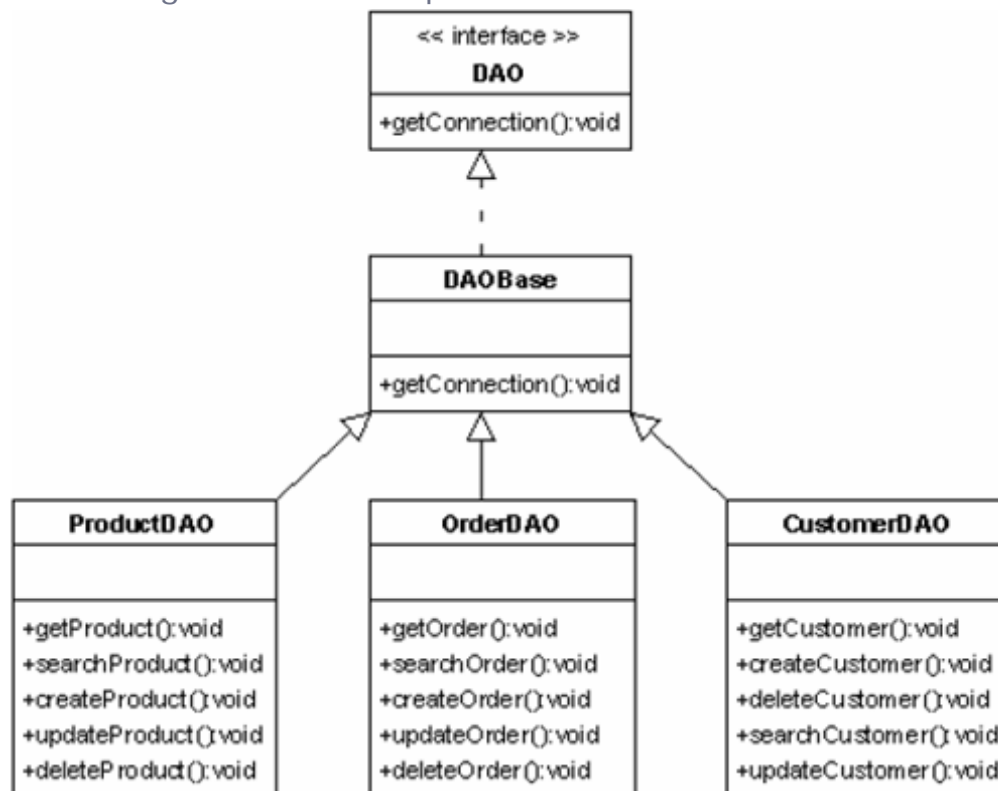 << interface >>
DAO
+getConnection():void
DAOBase
+getConnection():void
ProductDAO
+getProduct():void
+searchProduct():void
+createProduct():void
+updateProduct():void
+deleteProduct():void
OrderDAO
+getOrder():void
+searchOrder():void
+createOrder():void
+updateOrder():void
+deleteOrder():void
CustomerDAO
+getCustomer():void
+createCustomer():void
+deleteCustomer():void
+searchCustomer():void
+updateCustomer():void